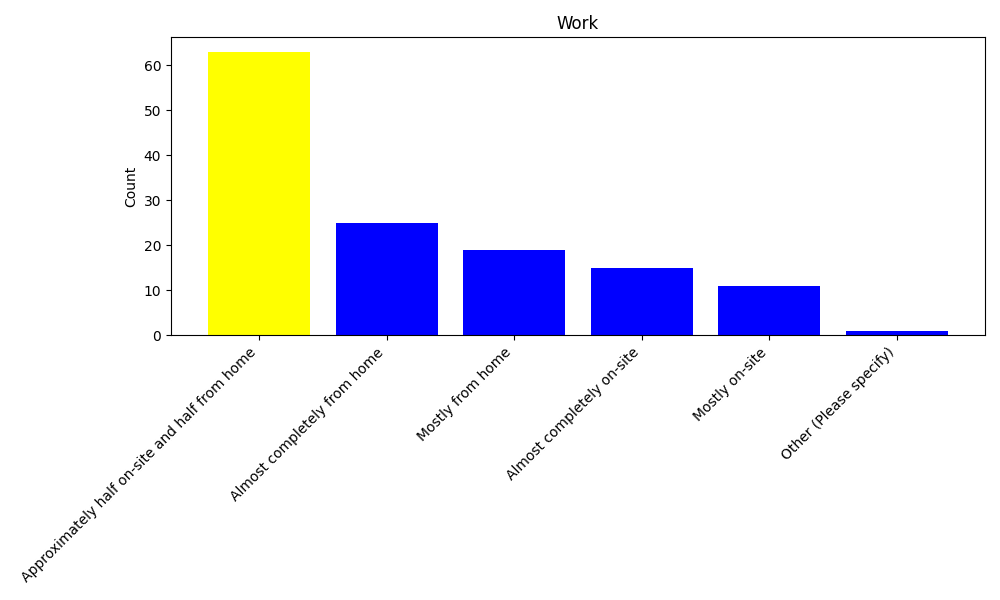 Work
Count
60
50
40
30
20
10
0
Approximately half on-site and half from home
Almost completely from home
Mostly from home
Almost completely on-site
Mostly on-site
Other (Please specify)